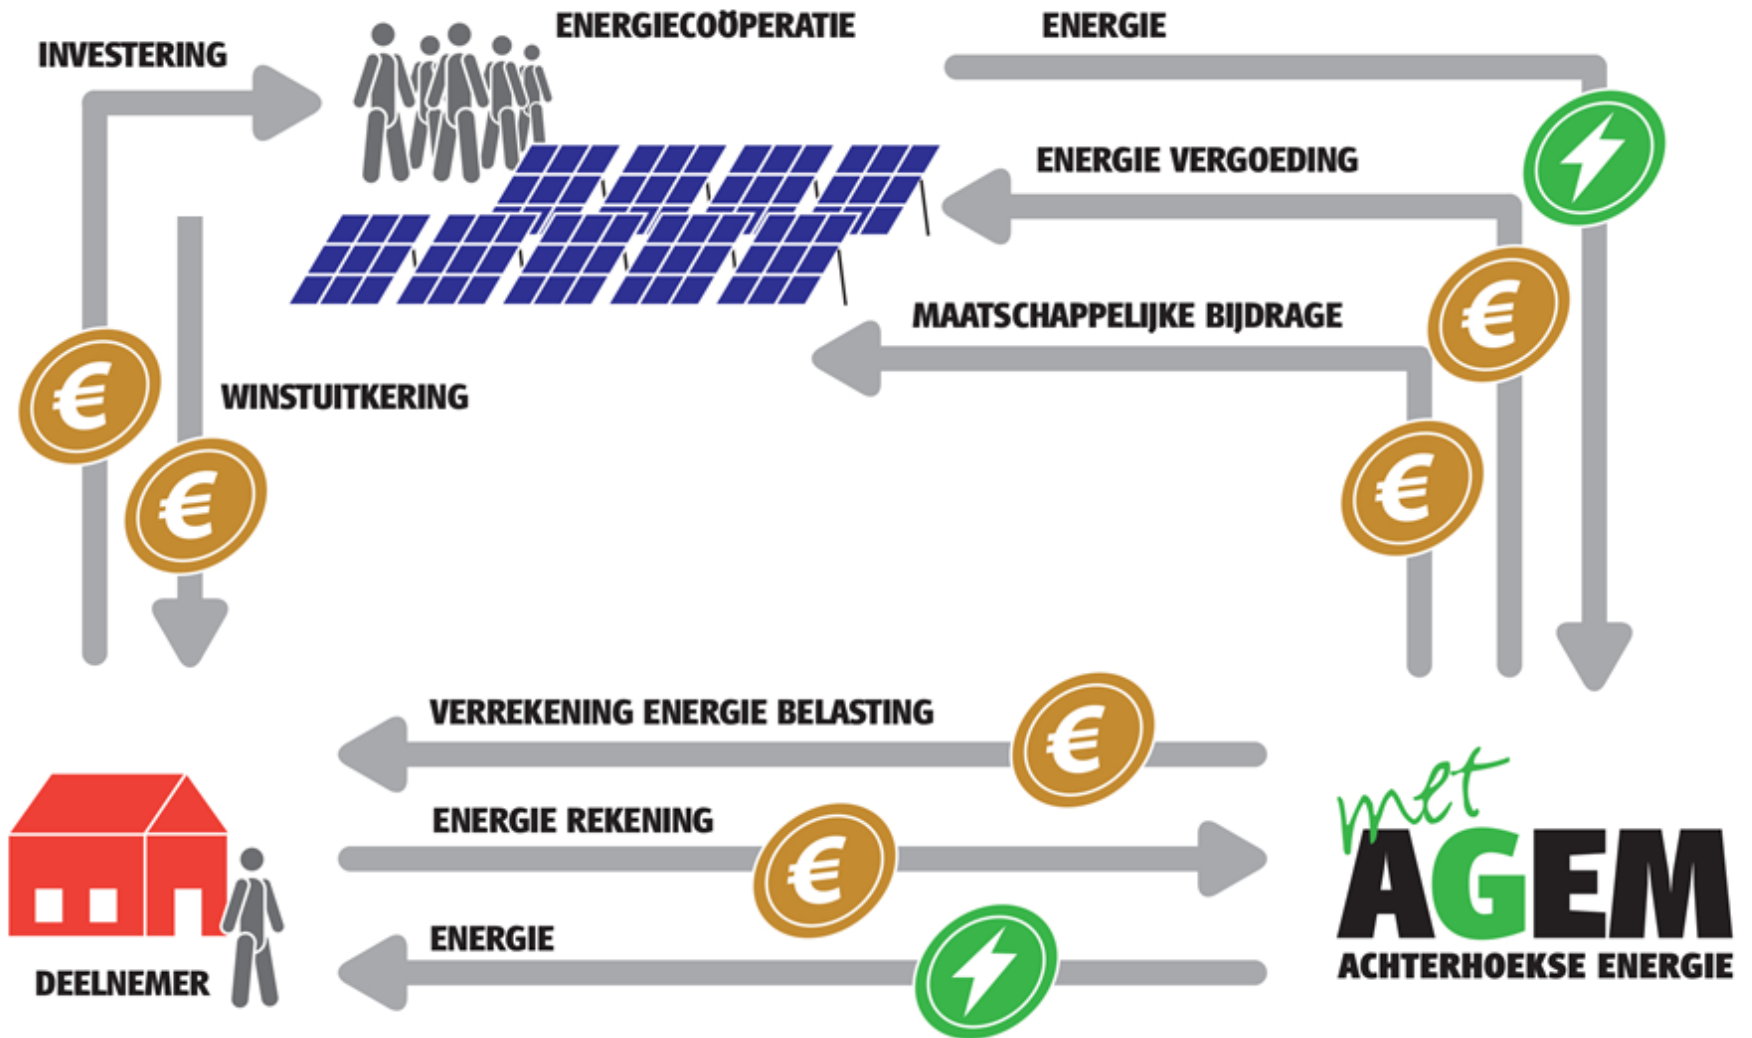 ENERGIECOÖPERATIE
ENERGIE
INVESTERING
ENERGIE VERGOEDING
MAATSCHAPPELIJKE BIJDRAGE
WINSTUITKERING
€
€
€
€
VERREKENING ENERGIE BELASTING
€
ENERGIE REKENING
€
ENERGIE
DEELNEMER
met
AGEM
ACHTERHOEKSE ENERGIE